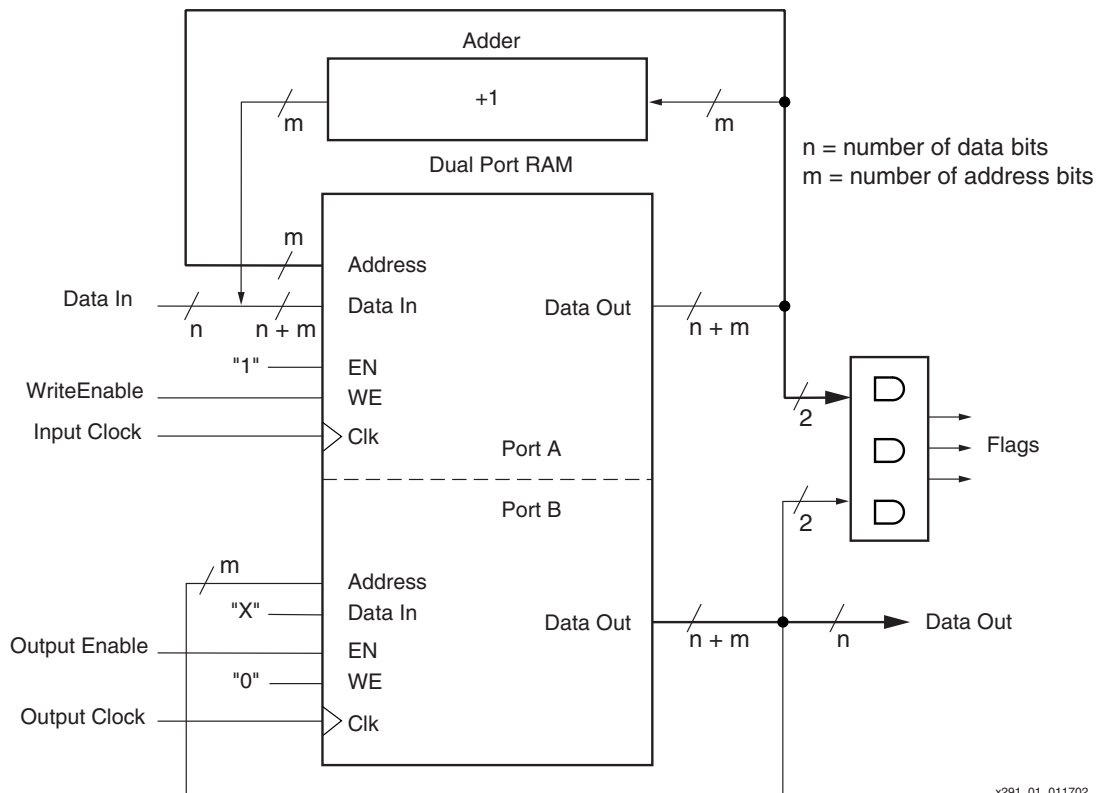 Adder
+1
m
m
n = number of data bits
m = number of address bits
Dual Port RAM
m
Address
Data In
n
n + m
Data In
Data Out
n + m
"1"
EN
WriteEnable
WE
Input Clock
Clk
Port A
2
Flags
Port B
2
m
Address
"X"
Data In
Data Out
n + m
n
Data Out
Output Enable
EN
"0"
WE
Output Clock
Clk
x291_01_011702